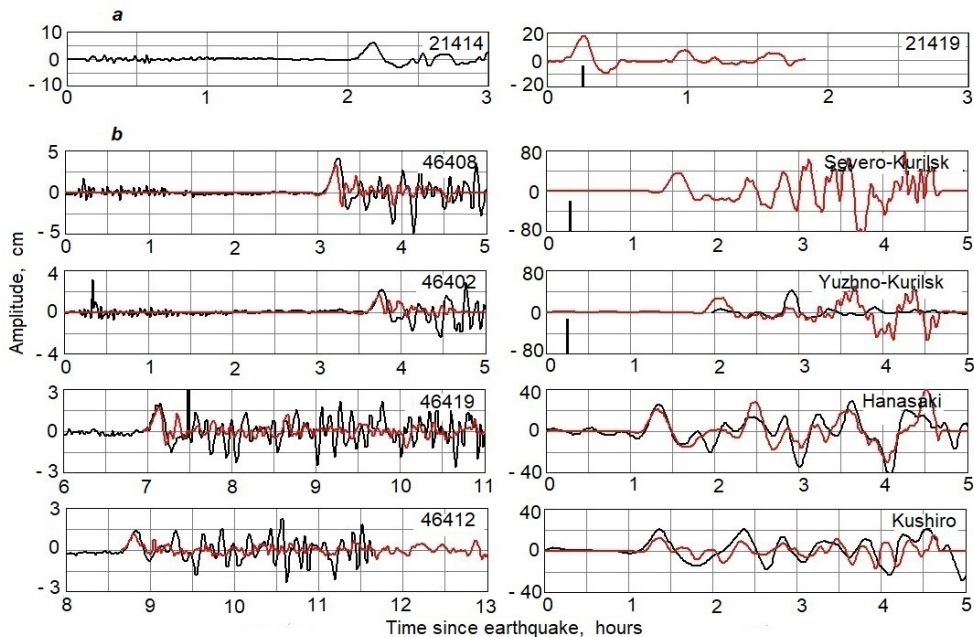 a
10
0
- 10
21414
0 1 2 3
20
0
- 20
21419
0 1 2 3
b
5
0
- 5
46408
0 1 2 3 4 5
80
0
- 80
Severo-Kurilsk
0 1 2 3 4 5
4
0
- 4
46402
0 1 2 3 4 5
80
0
- 80
Yuzhno-Kurilsk
0 1 2 3 4 5
3
0
- 3
46419
6 7 8 9 10 11
40
0
- 40
Hanasaki
0 1 2 3 4 5
3
0
- 3
46412
8 9 10 11 12 13
40
0
- 40
Kushiro
0 1 2 3 4 5
Amplitude, cm
Time since earthquake, hours